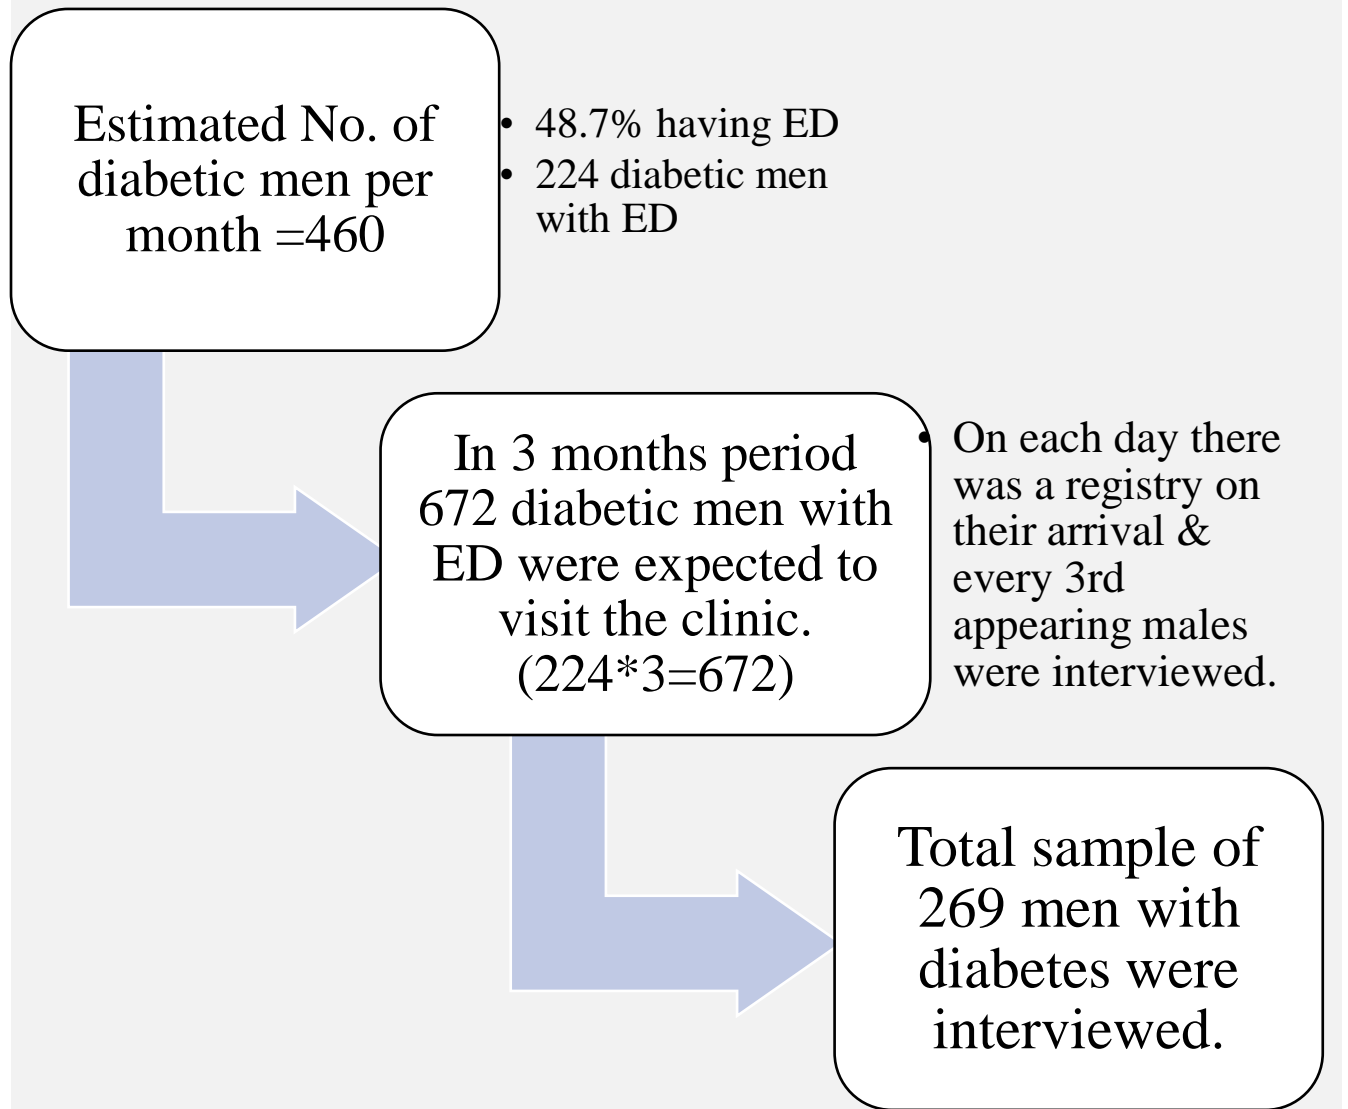 Estimated No. of
diabetic men per
month =460
• 48.7% having ED
• 224 diabetic men
with ED
In 3 months period
672 diabetic men with
ED were expected to
visit the clinic.
(224*3=672)
• On each day there
was a registry on
their arrival &
every 3rd
appearing males
were interviewed.
Total sample of
269 men with
diabetes were
interviewed.